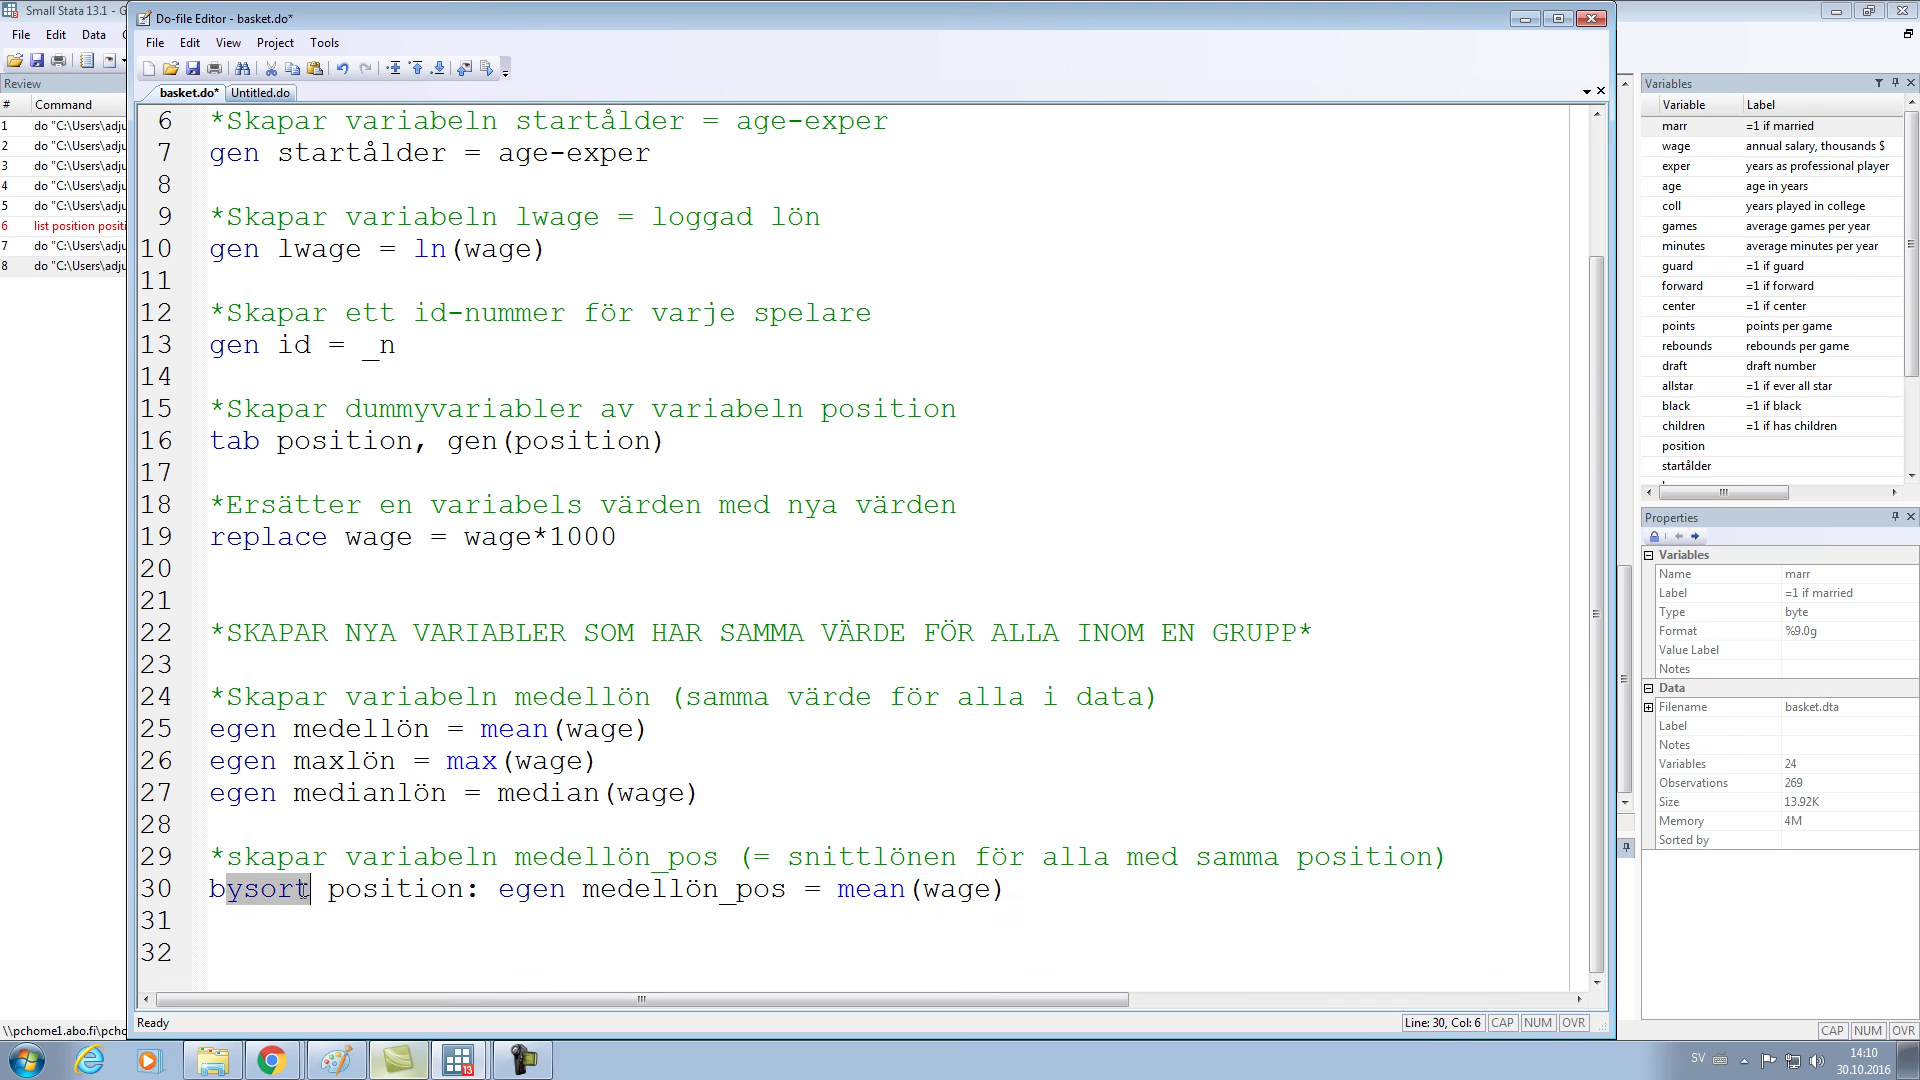 Small Stata 13.1 - G
File Edit Data
Review
# Command
1 do "C:\Users\adju
2 do "C:\Users\adju
3 do "C:\Users\adju
4 do "C:\Users\adju
5 do "C:\Users\adju
6 list position positi
7 do "C:\Users\adju
8 do "C:\Users\adju
\\pchome1.abo.fi\pcho
Do-file Editor - basket.do*
File Edit View Project Tools
basket.do* Untitled.do
6 *Skapar variabeln startålder = age-exper
7 gen startålder = age-exper
8
9 *Skapar variabeln lwage = loggad lön
10 gen lwage = ln(wage)
11
12 *Skapar ett id-nummer för varje spelare
13 gen id = _n
14
15 *Skapar dummyvariabler av variabeln position
16 tab position, gen(position)
17
18 *Ersätter en variabels värden med nya värden
19 replace wage = wage*1000
20
21
22 *SKAPAR NYA VARIABLER SOM HAR SAMMA VÄRDE FÖR ALLA INOM EN GRUPP*
23
24 *Skapar variabeln medellön (samma värde för alla i data)
25 egen medellön = mean(wage)
26 egen maxlön = max(wage)
27 egen medianlön = median(wage)
28
29 *skapar variabeln medellön_pos (= snittlönen för alla med samma position)
30 bysort position: egen medellön_pos = mean(wage)
31
32
Ready
Line: 30, Col: 6 CAP NUM OVR
Variables
Variable Label
marr =1 if married
wage annual salary, thousands $
exper years as professional player
age age in years
coll years played in college
games average games per year
minutes average minutes per year
guard =1 if guard
forward =1 if forward
center =1 if center
points points per game
rebounds rebounds per game
draft draft number
allstar =1 if ever all star
black =1 if black
children =1 if has children
position
startålder
Properties
Variables
Name marr
Label =1 if married
Type byte
Format %9.0g
Value Label
Notes
Data
Filename basket.dta
Label
Notes
Variables 24
Observations 269
Size 13.92K
Memory 4M
Sorted by
CAP NUM OVR
13
SV
14:10
30.10.2016